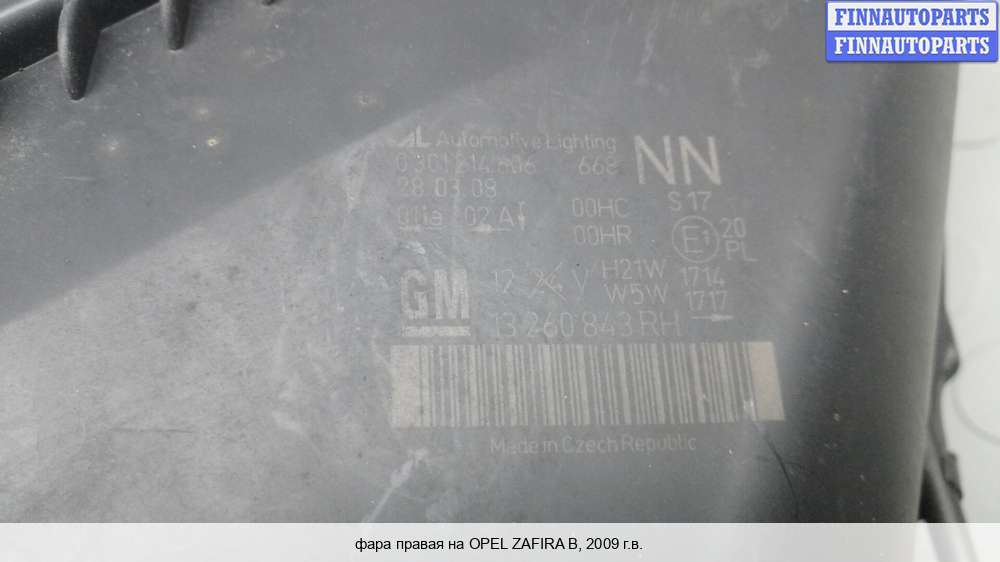 FINNAUTOPARTS
FINNAUTOPARTS
AL Automotive Lighting
0 301 214 606 668 NN
28.03.08 S 17
02 A 00HC
00HR E1 20 PL
GM 12 24 V H21W 1714
W5W 1717
13 260 843 RH
Made in Czech Republic
фара правая на OPEL ZAFIRA B, 2009 г.в.